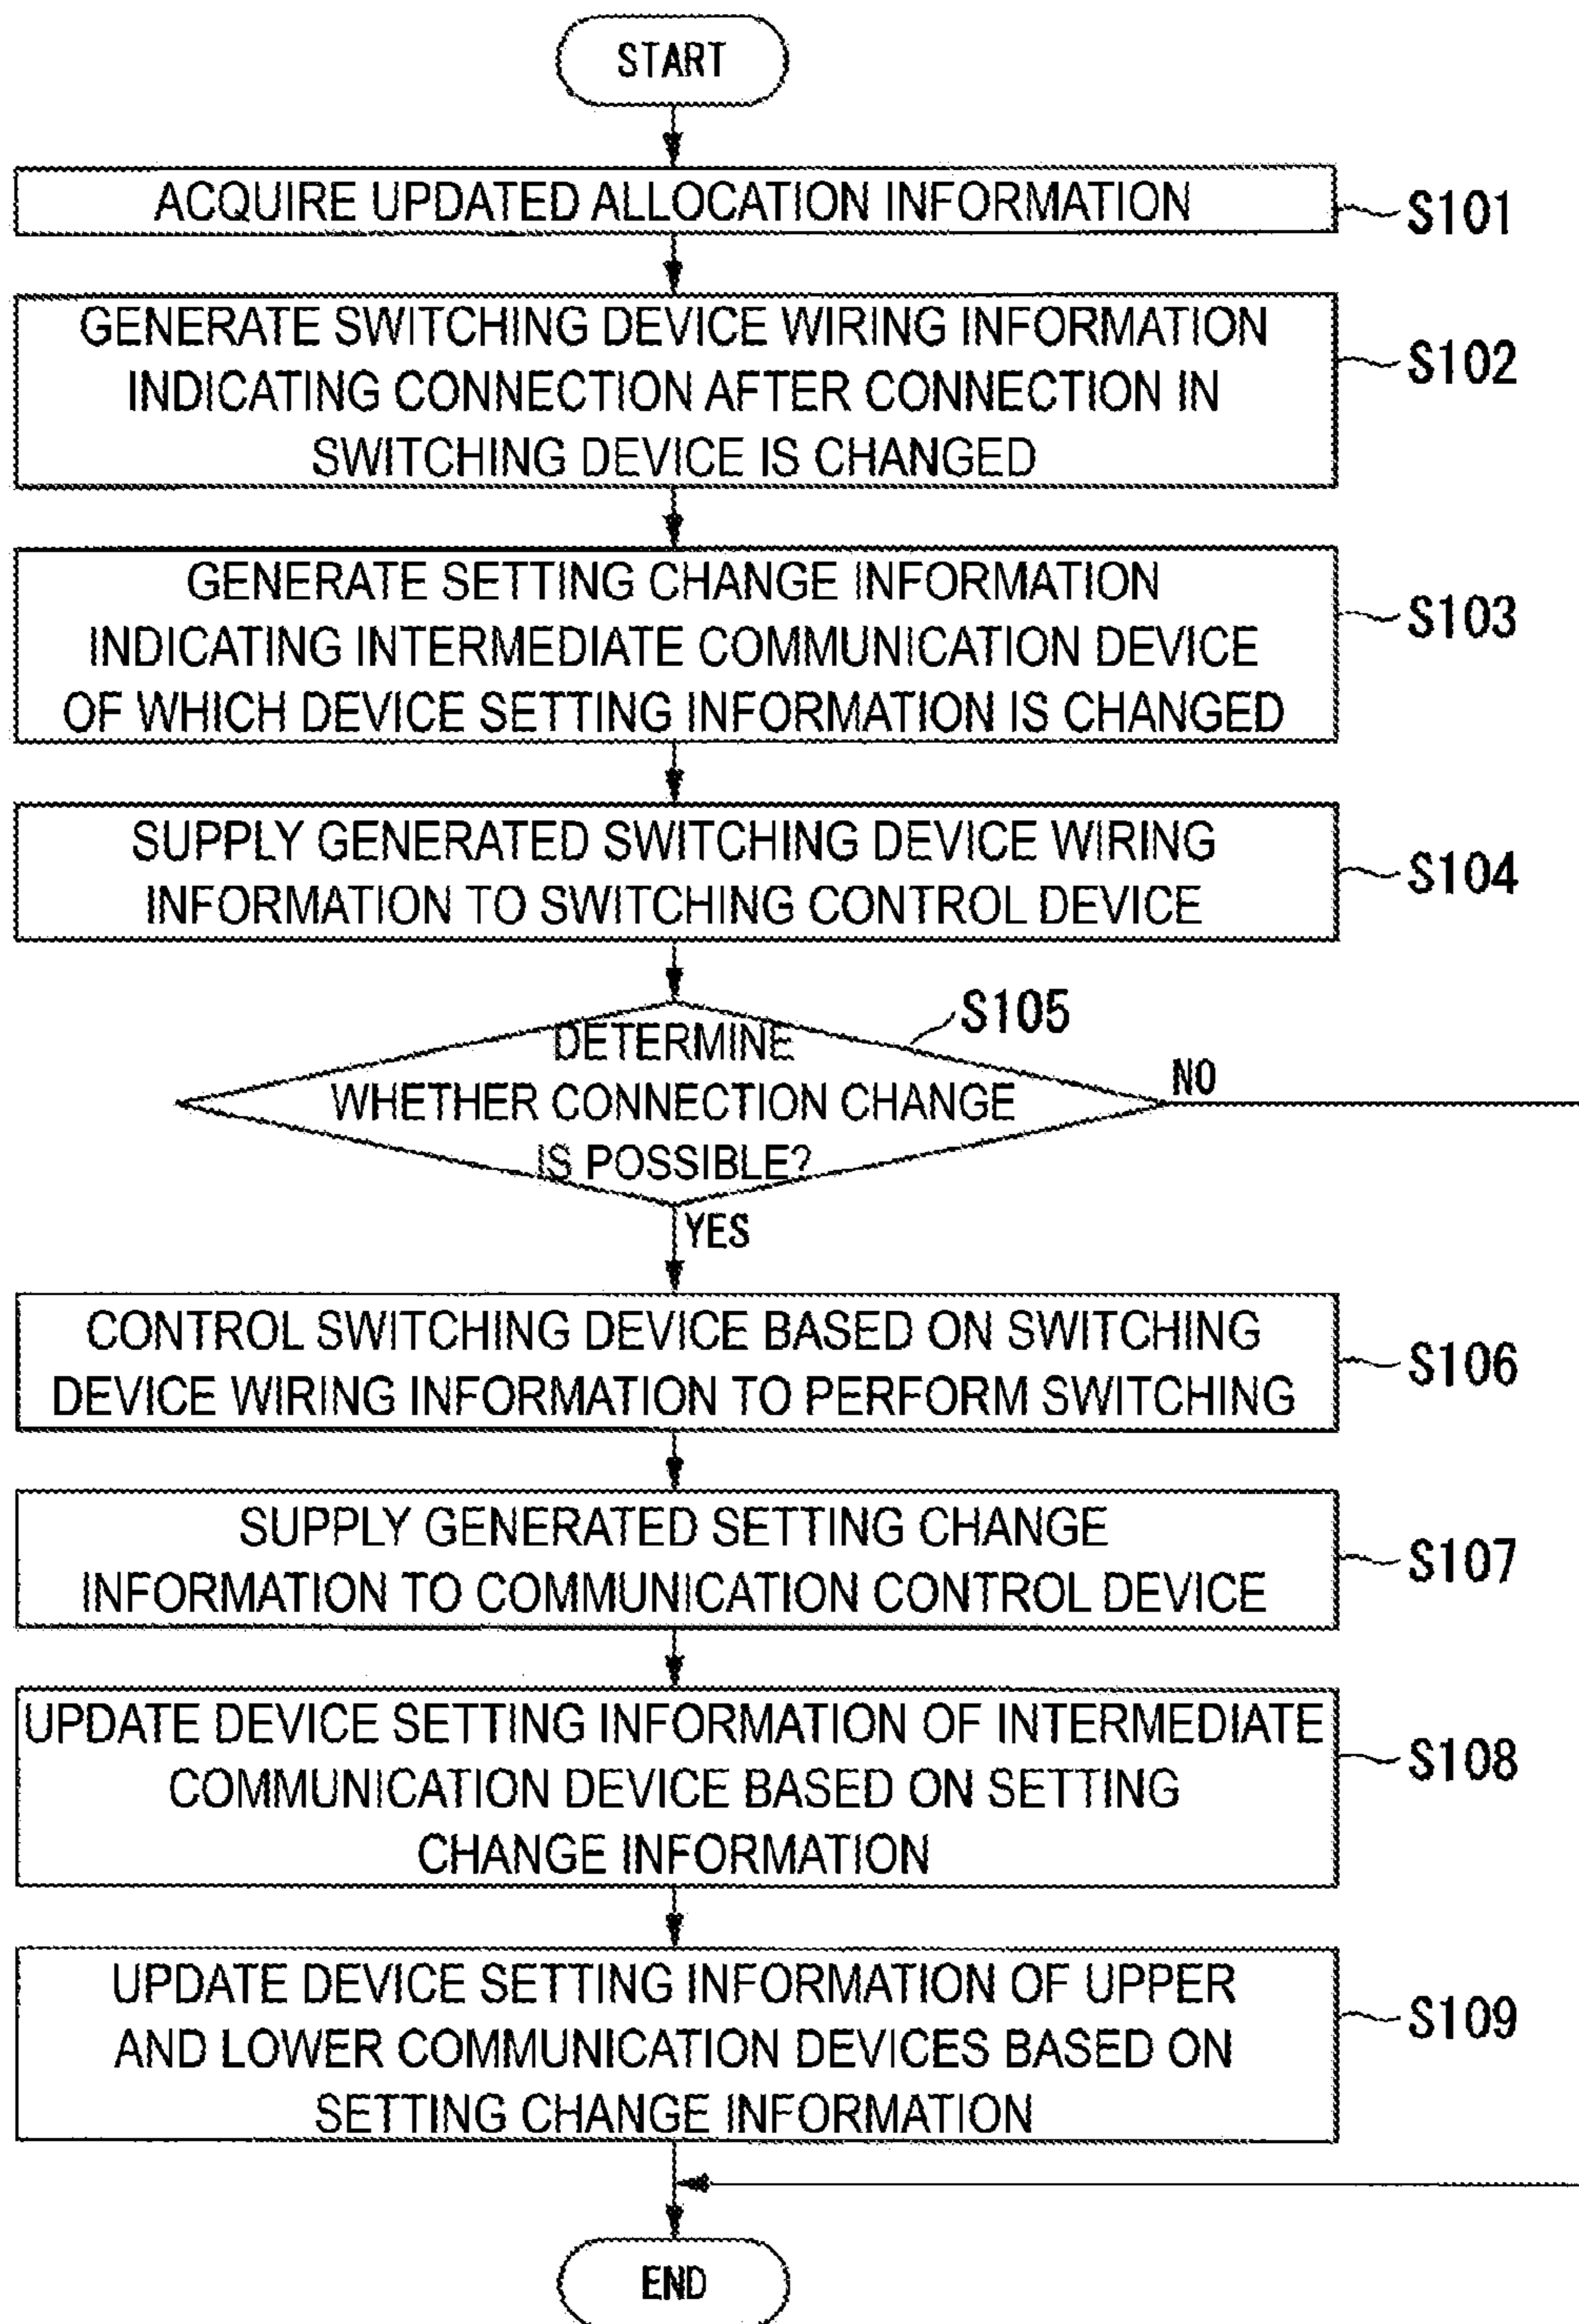 START
ACQUIRE UPDATED ALLOCATION INFORMATION
S101
GENERATE SWITCHING DEVICE WIRING INFORMATION
INDICATING CONNECTION AFTER CONNECTION IN
SWITCHING DEVICE IS CHANGED
S102
GENERATE SETTING CHANGE INFORMATION
INDICATING INTERMEDIATE COMMUNICATION DEVICE
OF WHICH DEVICE SETTING INFORMATION IS CHANGED
S103
SUPPLY GENERATED SWITCHING DEVICE WIRING
INFORMATION TO SWITCHING CONTROL DEVICE
S104
S105
DETERMINE
WHETHER CONNECTION CHANGE
IS POSSIBLE?
NO
YES
CONTROL SWITCHING DEVICE BASED ON SWITCHING
DEVICE WIRING INFORMATION TO PERFORM SWITCHING
S106
SUPPLY GENERATED SETTING CHANGE
INFORMATION TO COMMUNICATION CONTROL DEVICE
S107
UPDATE DEVICE SETTING INFORMATION OF INTERMEDIATE
COMMUNICATION DEVICE BASED ON SETTING
CHANGE INFORMATION
S108
UPDATE DEVICE SETTING INFORMATION OF UPPER
AND LOWER COMMUNICATION DEVICES BASED ON
SETTING CHANGE INFORMATION
S109
END